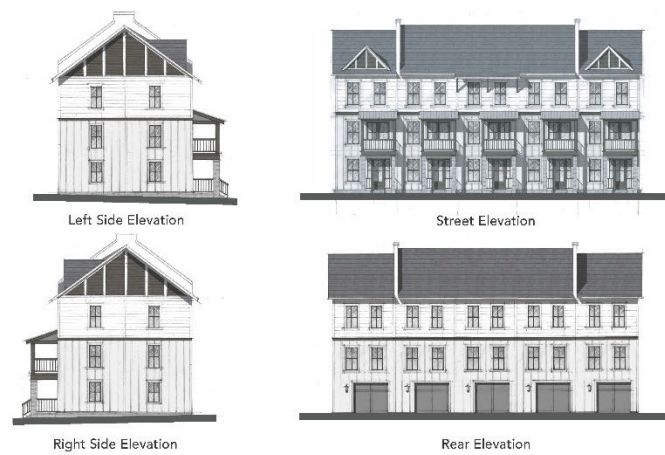 Left Side Elevation
Street Elevation
Right Side Elevation
Rear Elevation